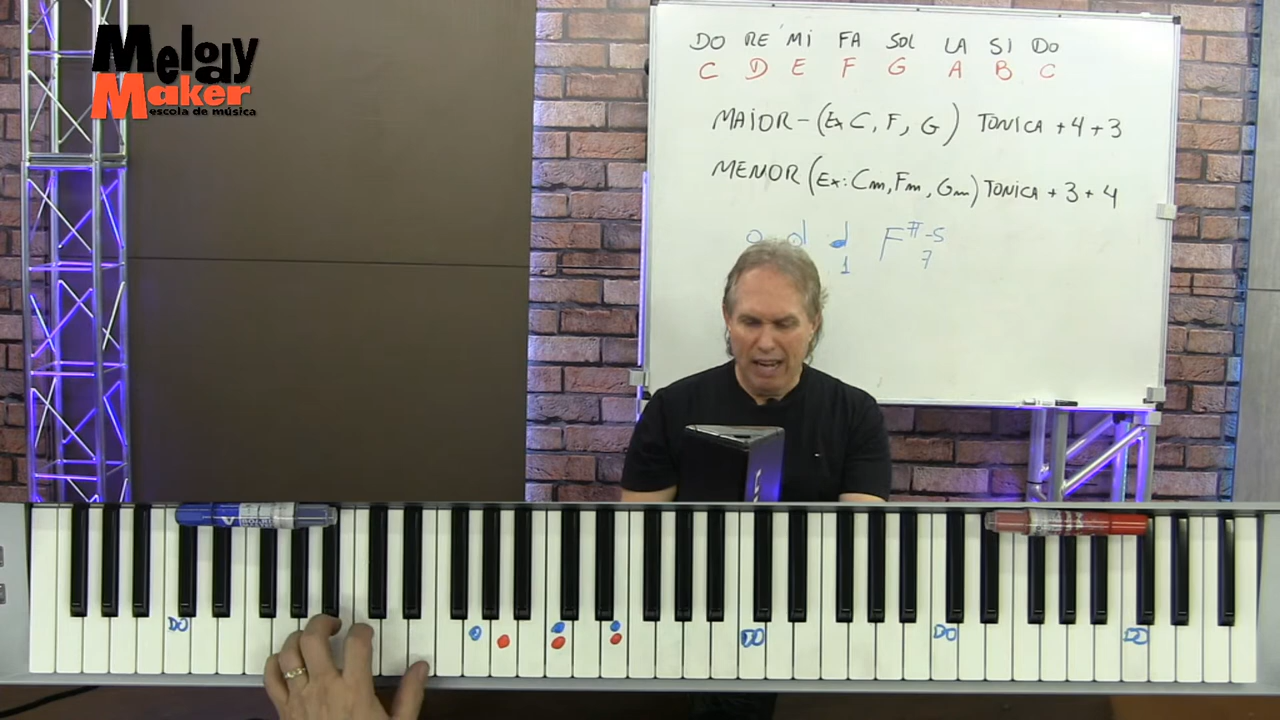 Melody
Maker
escola de música
DO RE MI FA SOL LA SI DO
C D E F G A B C
MAIOR - (Ex C, F, G) TONICA + 4 + 3
MENOR (Ex: Cm, Fm, Gm) TONICA + 3 + 4
F#-5
1 7
DO
DO
DO
DO